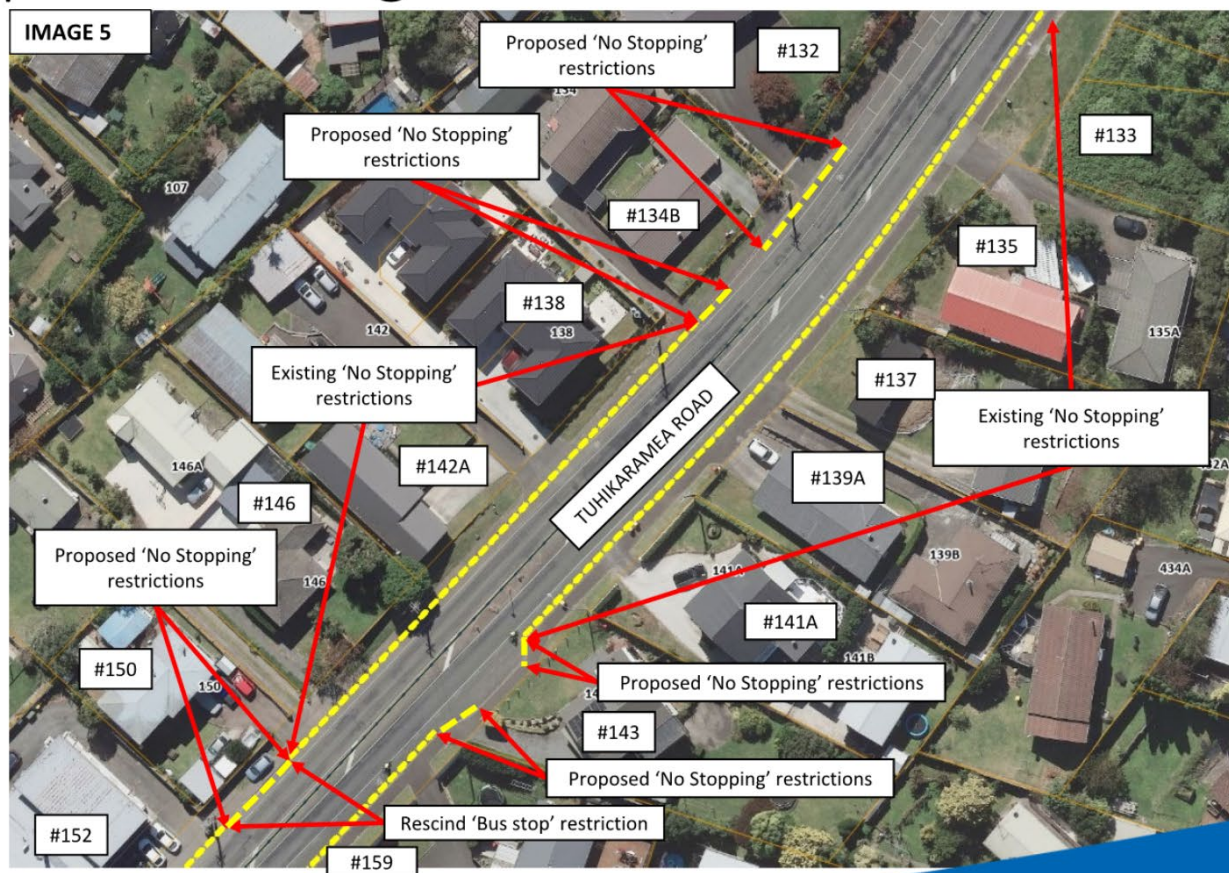 IMAGE 5
Proposed 'No Stopping'
restrictions
#132
134
Proposed 'No Stopping'
restrictions
#133
107
#134B
#135
#138
142
138
135A
Existing 'No Stopping'
restrictions
#137
Existing 'No Stopping'
restrictions
TUHIKARAMEA ROAD
#142A
146A
#139A
#146
139B
434A
Proposed 'No Stopping'
restrictions
146
141A
#141A
#150
150
141B
Proposed 'No Stopping' restrictions
#143
Proposed 'No Stopping' restrictions
Rescind 'Bus stop' restriction
#152
#159